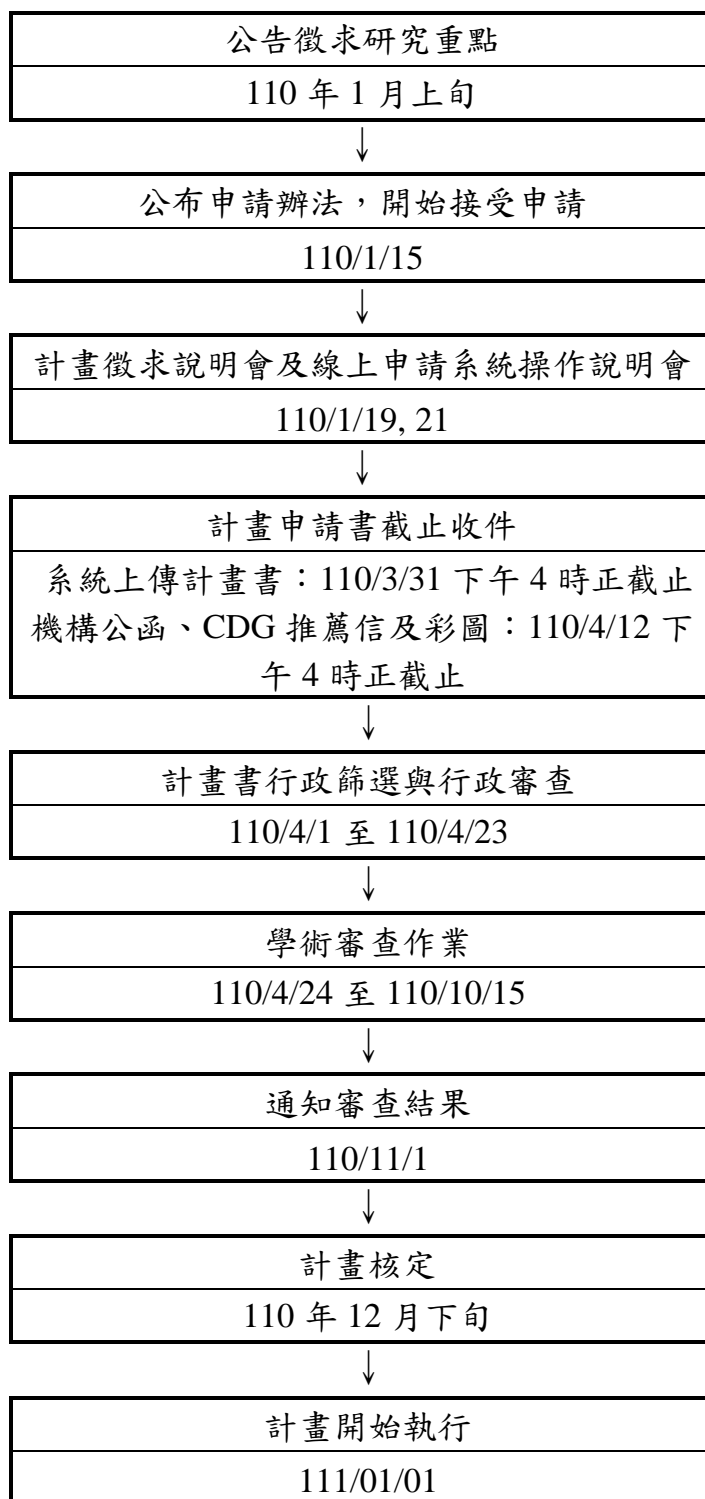 公告徵求研究重點
110 年 1 月上旬
↓
公布申請辦法，開始接受申請
110/1/15
↓
計畫徵求說明會及線上申請系統操作說明會
110/1/19, 21
↓
計畫申請書截止收件
系統上傳計畫書：110/3/31 下午 4 時正截止
機構公函、CDG 推薦信及彩圖：110/4/12 下
午 4 時正截止
↓
計畫書行政篩選與行政審查
110/4/1 至 110/4/23
↓
學術審查作業
110/4/24 至 110/10/15
↓
通知審查結果
110/11/1
↓
計畫核定
110 年 12 月下旬
↓
計畫開始執行
111/01/01